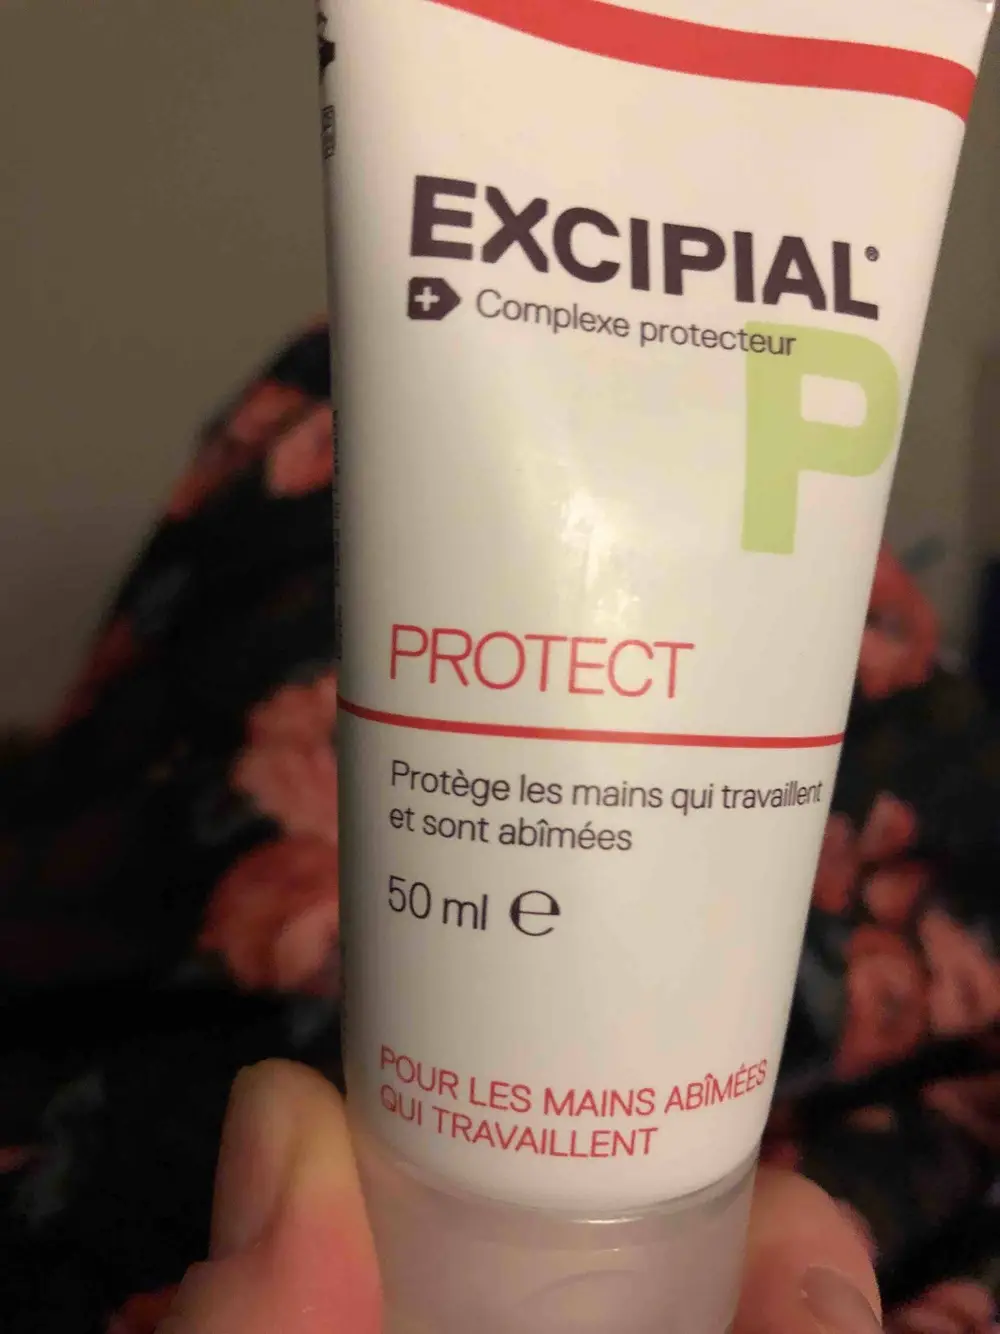 EXCIPIAL®
Complexe protecteur
P
PROTECT
Protège les mains qui travaillent
et sont abîmées
50 ml ℮
POUR LES MAINS ABÎMÉES
QUI TRAVAILLENT